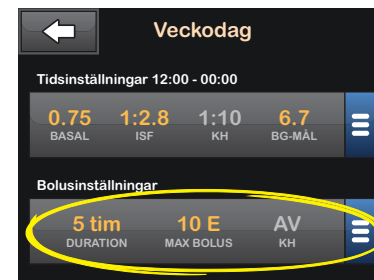 Veckodag
Tidsinställningar 12:00 - 00:00
0.75 1:2.8 1:10 6.7
BASAL ISF KH BG-MÅL
Bolusinställningar
5 tim 10 E AV
DURATION MAX BOLUS KH